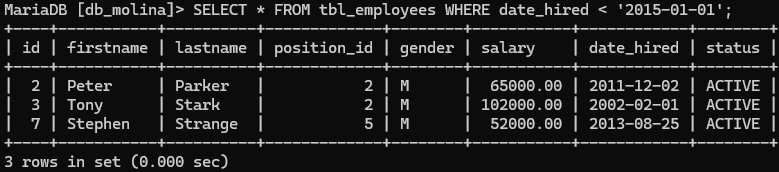 MariaDB [db_molina]> SELECT * FROM tbl_employees WHERE date_hired < '2015-01-01';
+----+-----------+----------+-------------+--------+-----------+------------+--------+
| id | firstname | lastname | position_id | gender | salary    | date_hired | status |
+----+-----------+----------+-------------+--------+-----------+------------+--------+
|  2 | Peter     | Parker   |           2 | M      |  65000.00 | 2011-12-02 | ACTIVE |
|  3 | Tony      | Stark    |           2 | M      | 102000.00 | 2002-02-01 | ACTIVE |
|  7 | Stephen   | Strange  |           5 | M      |  52000.00 | 2013-08-25 | ACTIVE |
+----+-----------+----------+-------------+--------+-----------+------------+--------+
3 rows in set (0.000 sec)